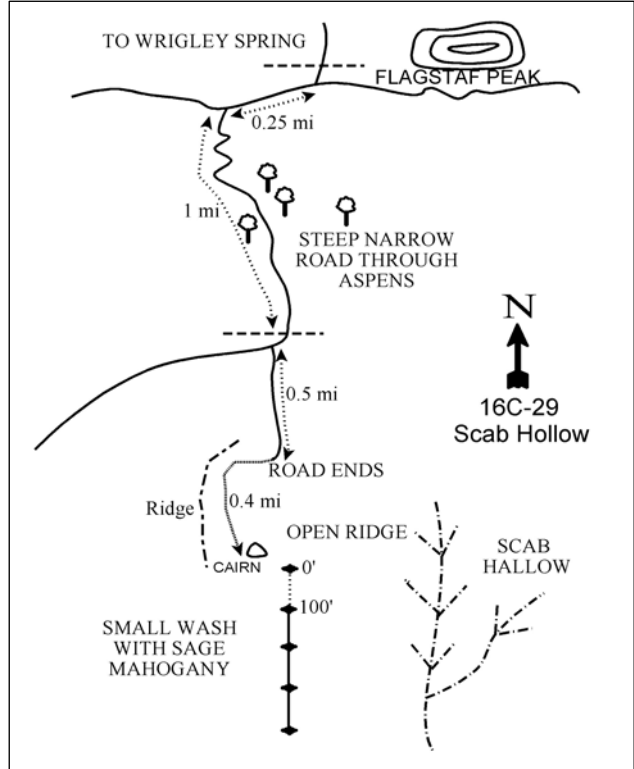 TO WRIGLEY SPRING
FLAGSTAF PEAK
0.25 mi
1 mi
STEEP NARROW
ROAD THROUGH
ASPENS
N
16C-29
Scab Hollow
0.5 mi
ROAD ENDS
Ridge
0.4 mi
OPEN RIDGE
SCAB
HALLOW
CAIRN
0'
100'
SMALL WASH
WITH SAGE
MAHOGANY